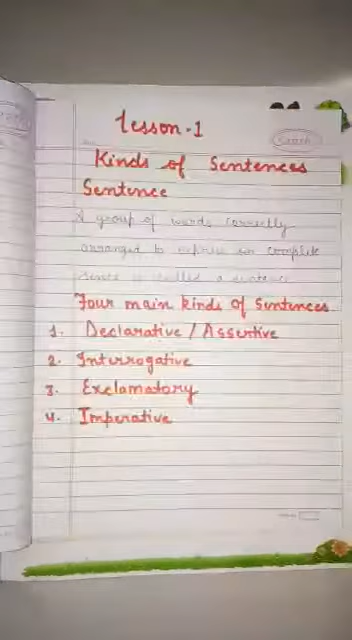 Lesson-1
Kinds of Sentences
Sentence
A group of words correctly
arranged to express complete
sence is called a sentence
Four main kinds of Sentences
1. Declarative / Assertive
2. Interrogative
3. Exclamatory
4. Imperative